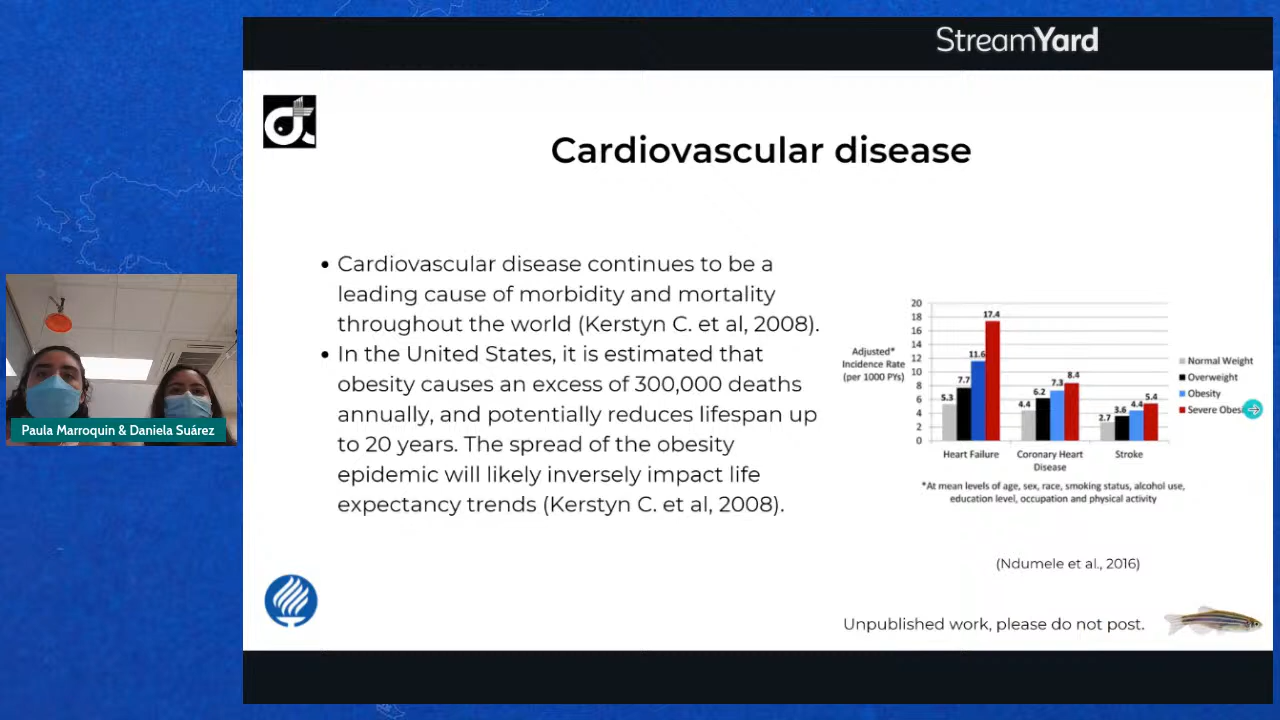 StreamYard
Cardiovascular disease
• Cardiovascular disease continues to be a
leading cause of morbidity and mortality
throughout the world (Kerstyn C. et al, 2008).
• In the United States, it is estimated that
obesity causes an excess of 300,000 deaths
annually, and potentially reduces lifespan up
to 20 years. The spread of the obesity
epidemic will likely inversely impact life
expectancy trends (Kerstyn C. et al, 2008).
Adjusted*
Incidence Rate
(per 1000 PYs)
20
18
16
14
12
10
8
6
4
2
0
5.3
7.7
11.6
17.4
4.4
6.2
7.3
8.4
2.7
3.6
4.4
5.4
Heart Failure
Coronary Heart
Disease
Stroke
Normal Weight
Overweight
Obesity
Severe Obesi
*At mean levels of age, sex, race, smoking status, alcohol use,
education level, occupation and physical activity
(Ndumele et al., 2016)
Unpublished work, please do not post.
Paula Marroquin & Daniela Suárez